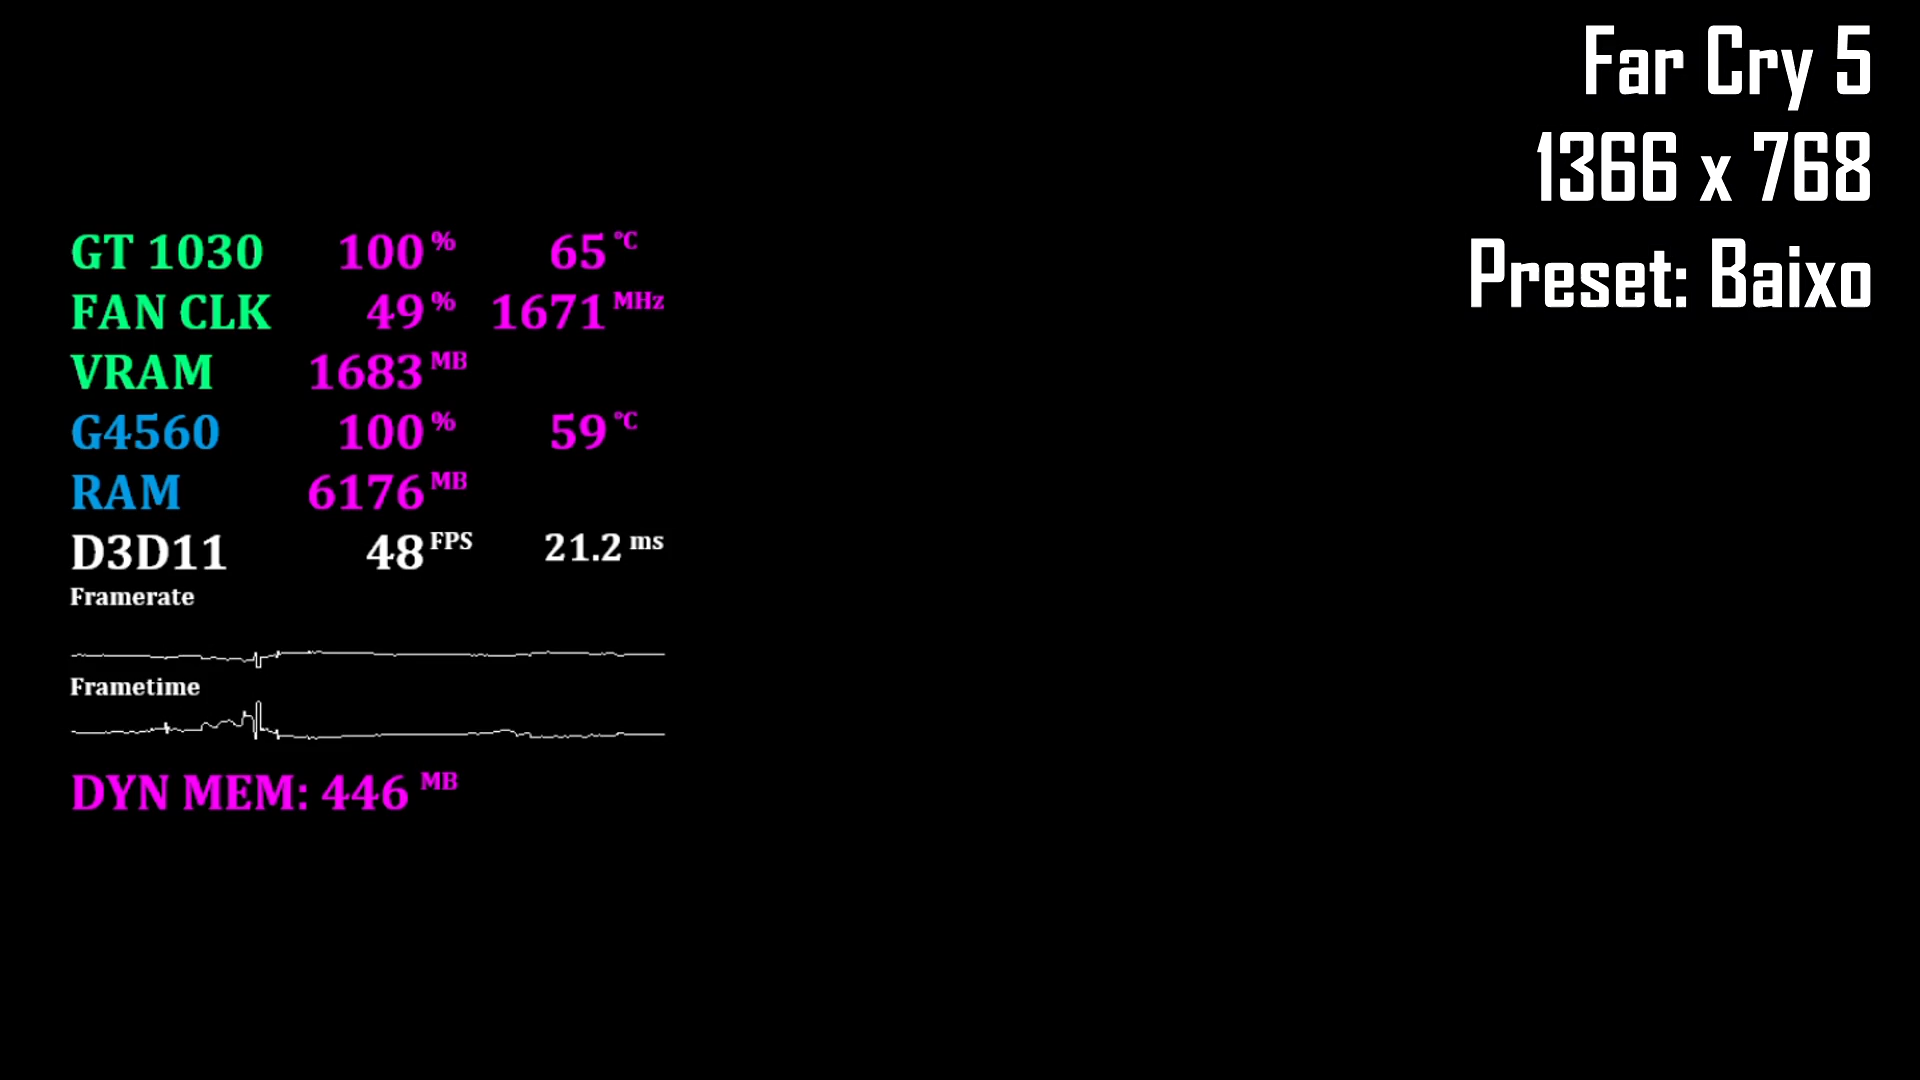 Far Cry 5
1366 x 768
Preset: Baixo
GT 1030 100 % 65 °C
FAN CLK 49 % 1671 MHz
VRAM 1683 MB
G4560 100 % 59 °C
RAM 6176 MB
D3D11 48 FPS 21.2 ms
Framerate
Frametime
DYN MEM: 446 MB